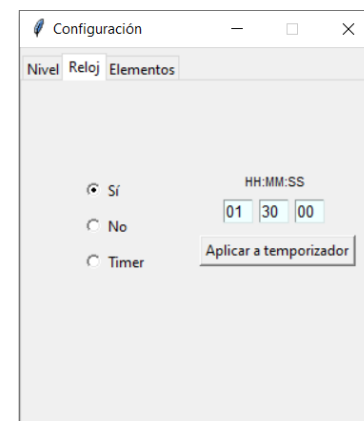 Configuración
Nivel Reloj Elementos
HH:MM:SS
Sí
01 30 00
No
Aplicar a temporizador
Timer